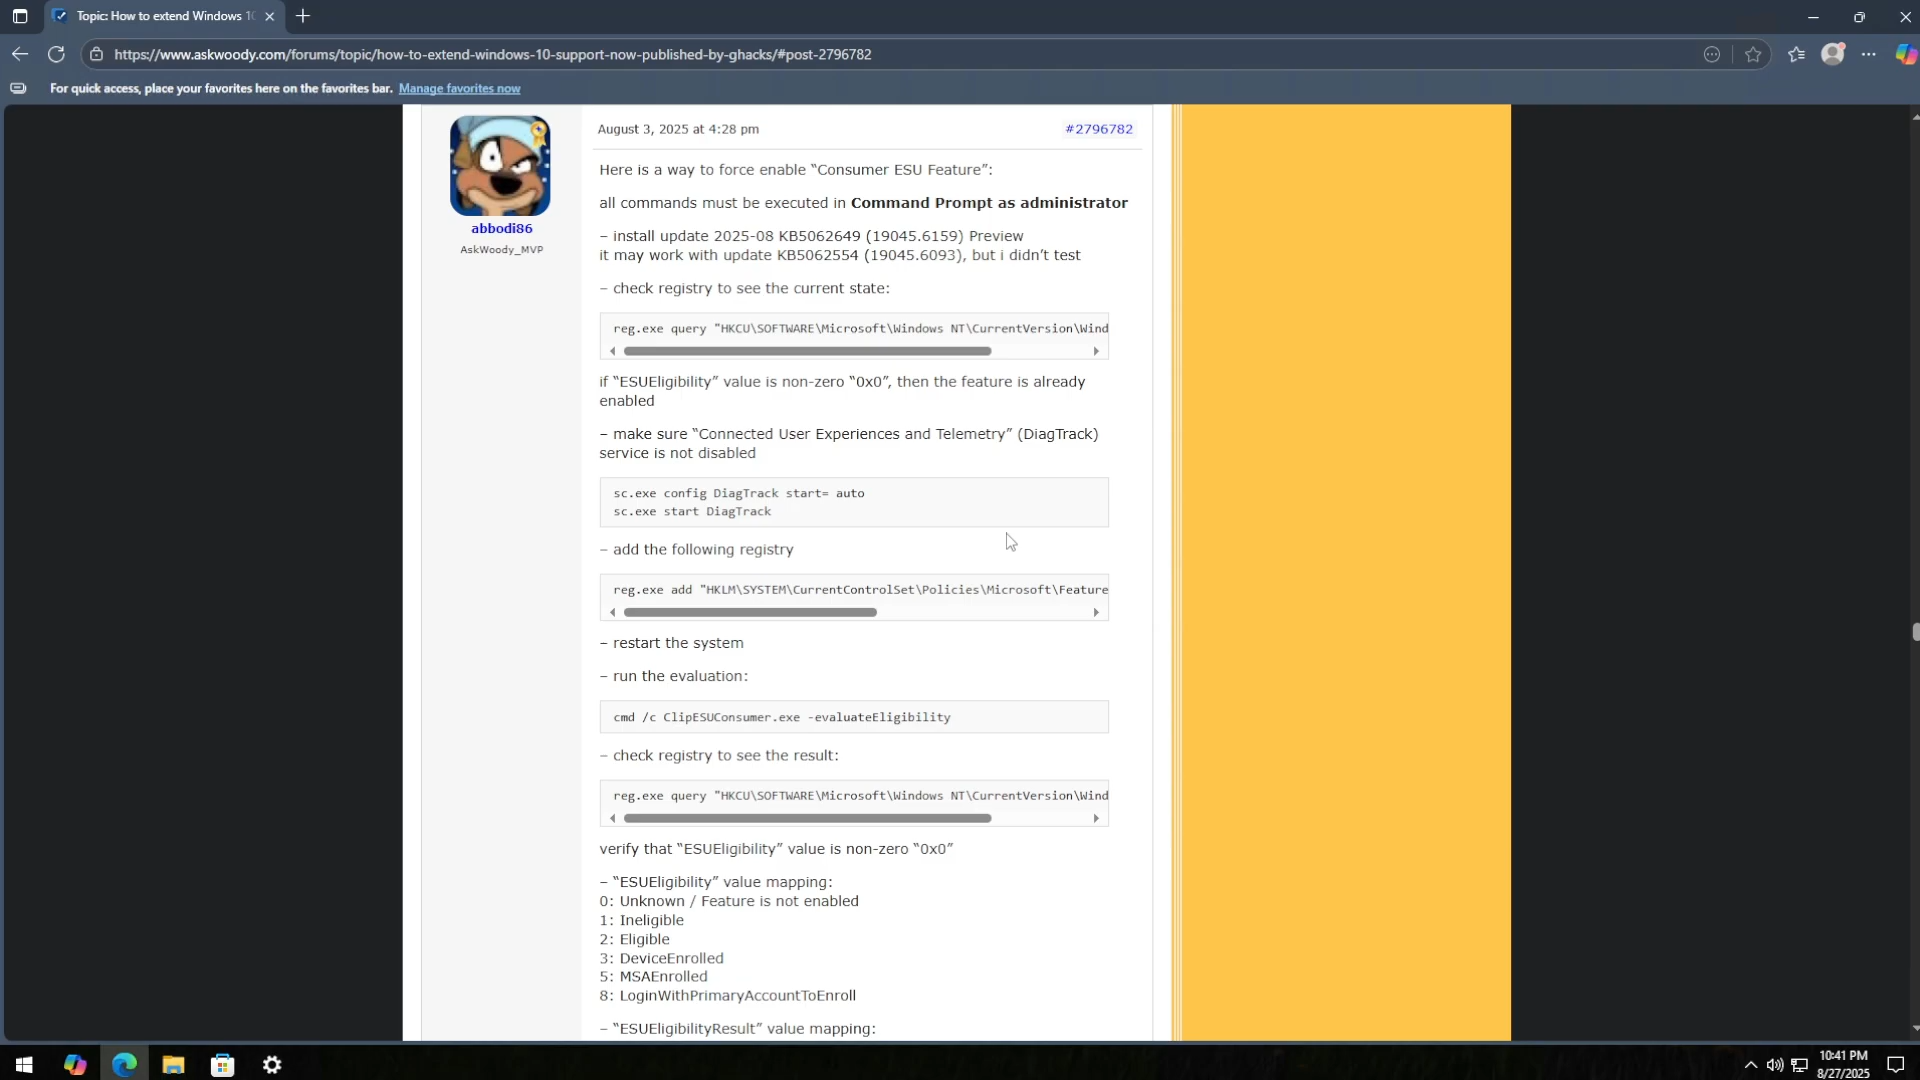 Topic: How to extend Windows 10
https://www.askwoody.com/forums/topic/how-to-extend-windows-10-support-now-published-by-ghacks/#post-2796782
For quick access, place your favorites here on the favorites bar. Manage favorites now
August 3, 2025 at 4:28 pm #2796782
abbodi86
AskWoody_MVP
Here is a way to force enable “Consumer ESU Feature”:
all commands must be executed in Command Prompt as administrator
– install update 2025-08 KB5062649 (19045.6159) Preview
it may work with update KB5062554 (19045.6093), but i didn’t test
– check registry to see the current state:
reg.exe query "HKCU\SOFTWARE\Microsoft\Windows NT\CurrentVersion\Wind
if “ESUEligibility” value is non-zero “0x0”, then the feature is already
enabled
– make sure “Connected User Experiences and Telemetry” (DiagTrack)
service is not disabled
sc.exe config DiagTrack start= auto
sc.exe start DiagTrack
– add the following registry
reg.exe add "HKLM\SYSTEM\CurrentControlSet\Policies\Microsoft\Feature
– restart the system
– run the evaluation:
cmd /c ClipESUConsumer.exe -evaluateEligibility
– check registry to see the result:
reg.exe query "HKCU\SOFTWARE\Microsoft\Windows NT\CurrentVersion\Wind
verify that “ESUEligibility” value is non-zero “0x0”
– “ESUEligibility” value mapping:
0: Unknown / Feature is not enabled
1: Ineligible
2: Eligible
3: DeviceEnrolled
5: MSAEnrolled
8: LoginWithPrimaryAccountToEnroll
– “ESUEligibilityResult” value mapping:
10:41 PM
8/27/2025